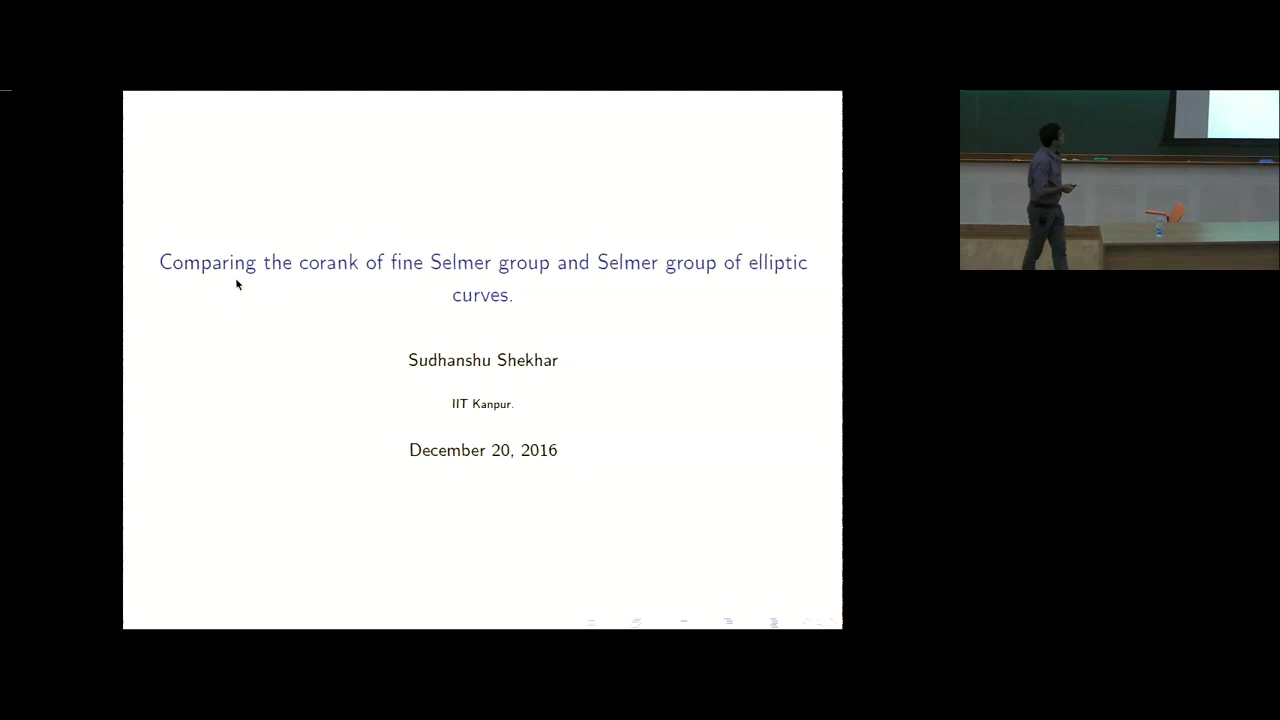 Comparing the corank of fine Selmer group and Selmer group of elliptic
curves.
Sudhanshu Shekhar
IIT Kanpur.
December 20, 2016